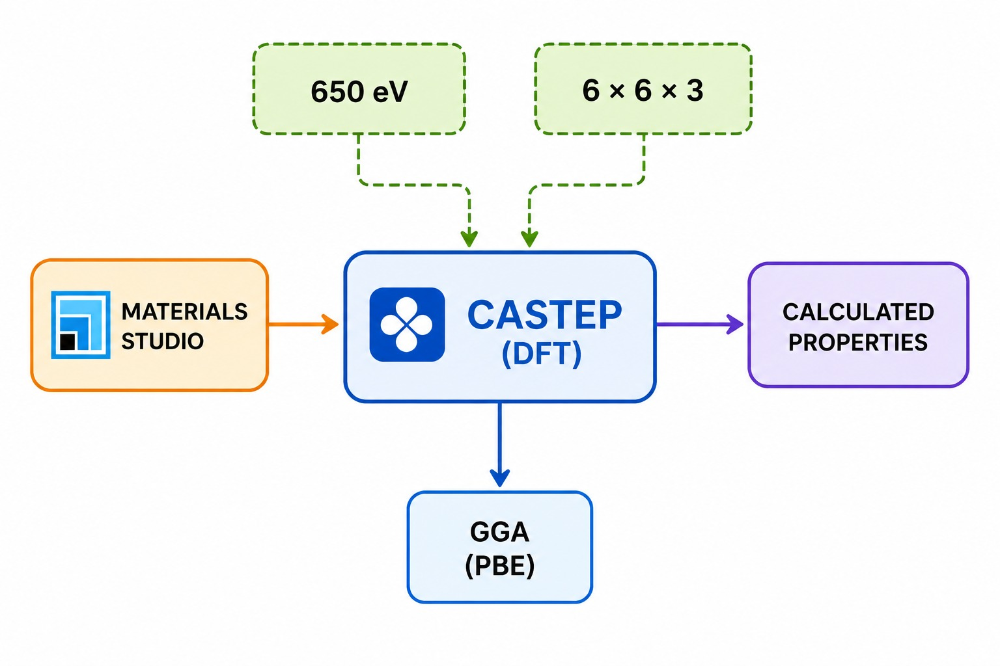 650 eV
6 × 6 × 3
MATERIALS
STUDIO
CASTEP
(DFT)
CALCULATED
PROPERTIES
GGA
(PBE)